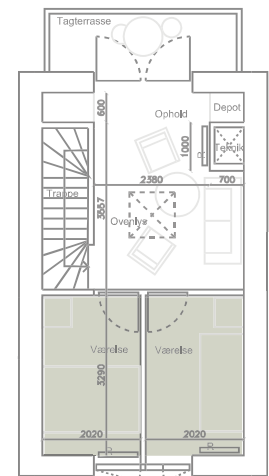 Tagterrasse
600
Ophold
Depot
1000
Teknik
2380
700
Trappe
3557
Ovenlys
Værelse
Værelse
3290
2020
2020